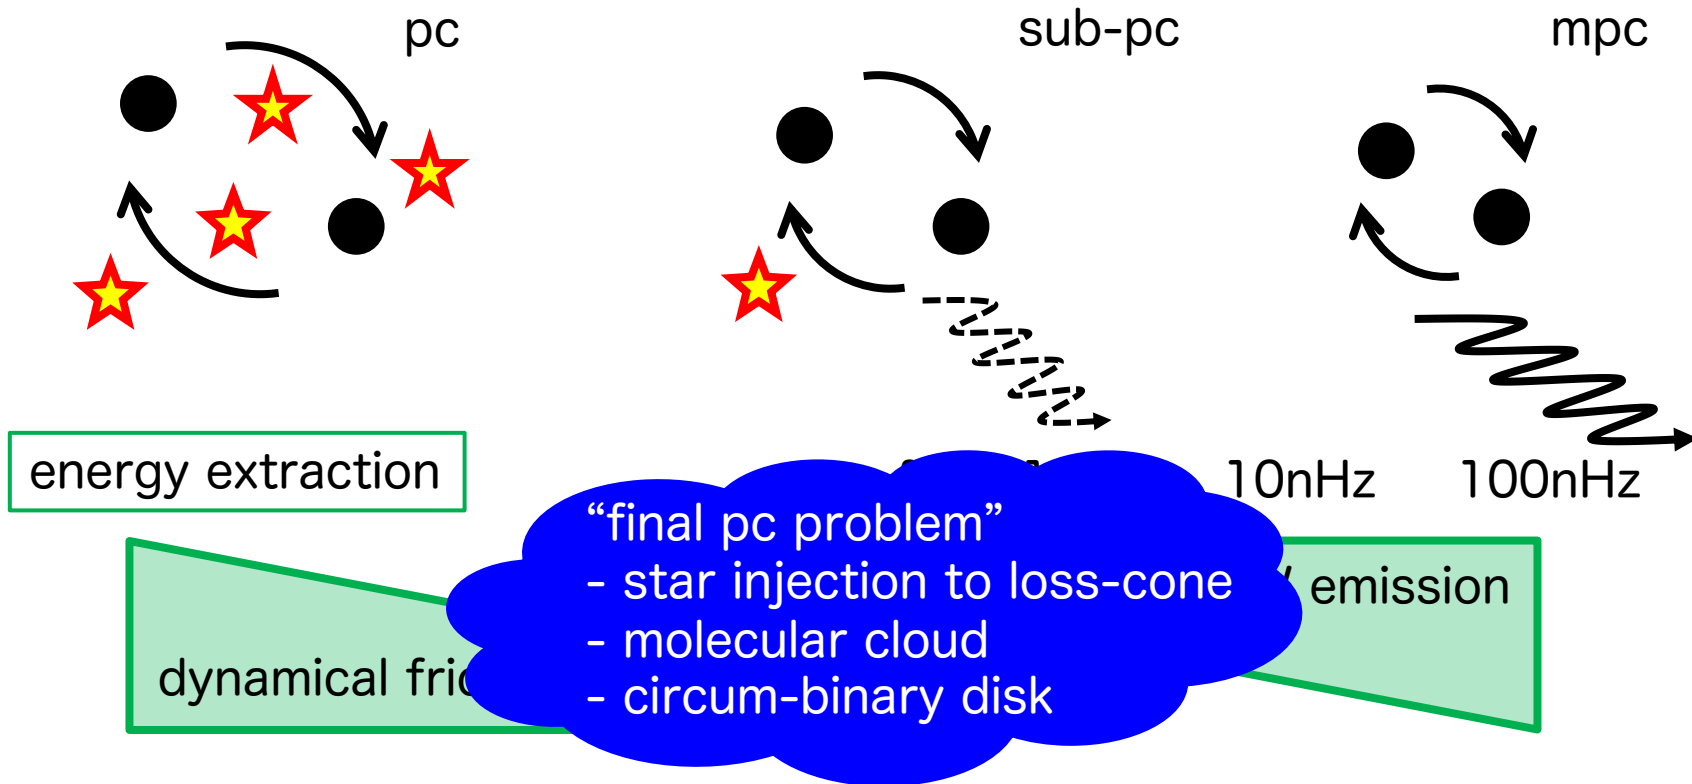 pc
sub-pc
mpc
energy extraction
10nHz
100nHz
“final pc problem”
- star injection to loss-cone
- molecular cloud
- circum-binary disk
emission
dynamical